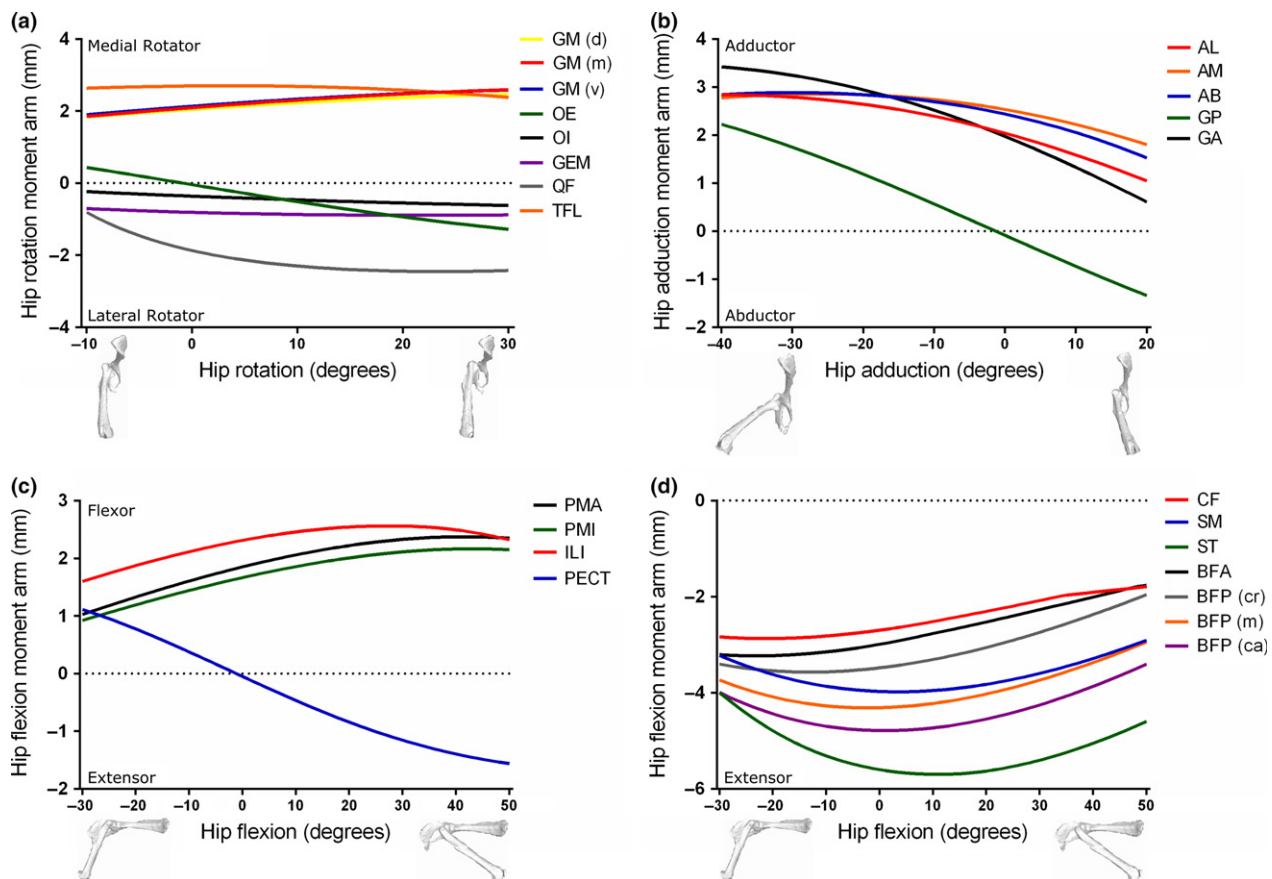 (a)
Medial Rotator
Hip rotation moment arm (mm)
4
2
0
−2
−4
Lateral Rotator
−10
0
10
20
30
Hip rotation (degrees)
GM (d)
GM (m)
GM (v)
OE
OI
GEM
QF
TFL
(b)
Adductor
Hip adduction moment arm (mm)
4
3
2
1
0
−1
−2
Abductor
−40
−30
−20
−10
0
10
20
Hip adduction (degrees)
AL
AM
AB
GP
GA
(c)
Flexor
Hip flexion moment arm (mm)
3
2
1
0
−1
−2
Extensor
−30
−20
−10
0
10
20
30
40
50
Hip flexion (degrees)
PMA
PMI
ILI
PECT
(d)
Hip flexion moment arm (mm)
0
−2
−4
−6
Extensor
−30
−20
−10
0
10
20
30
40
50
Hip flexion (degrees)
CF
SM
ST
BFA
BFP (cr)
BFP (m)
BFP (ca)